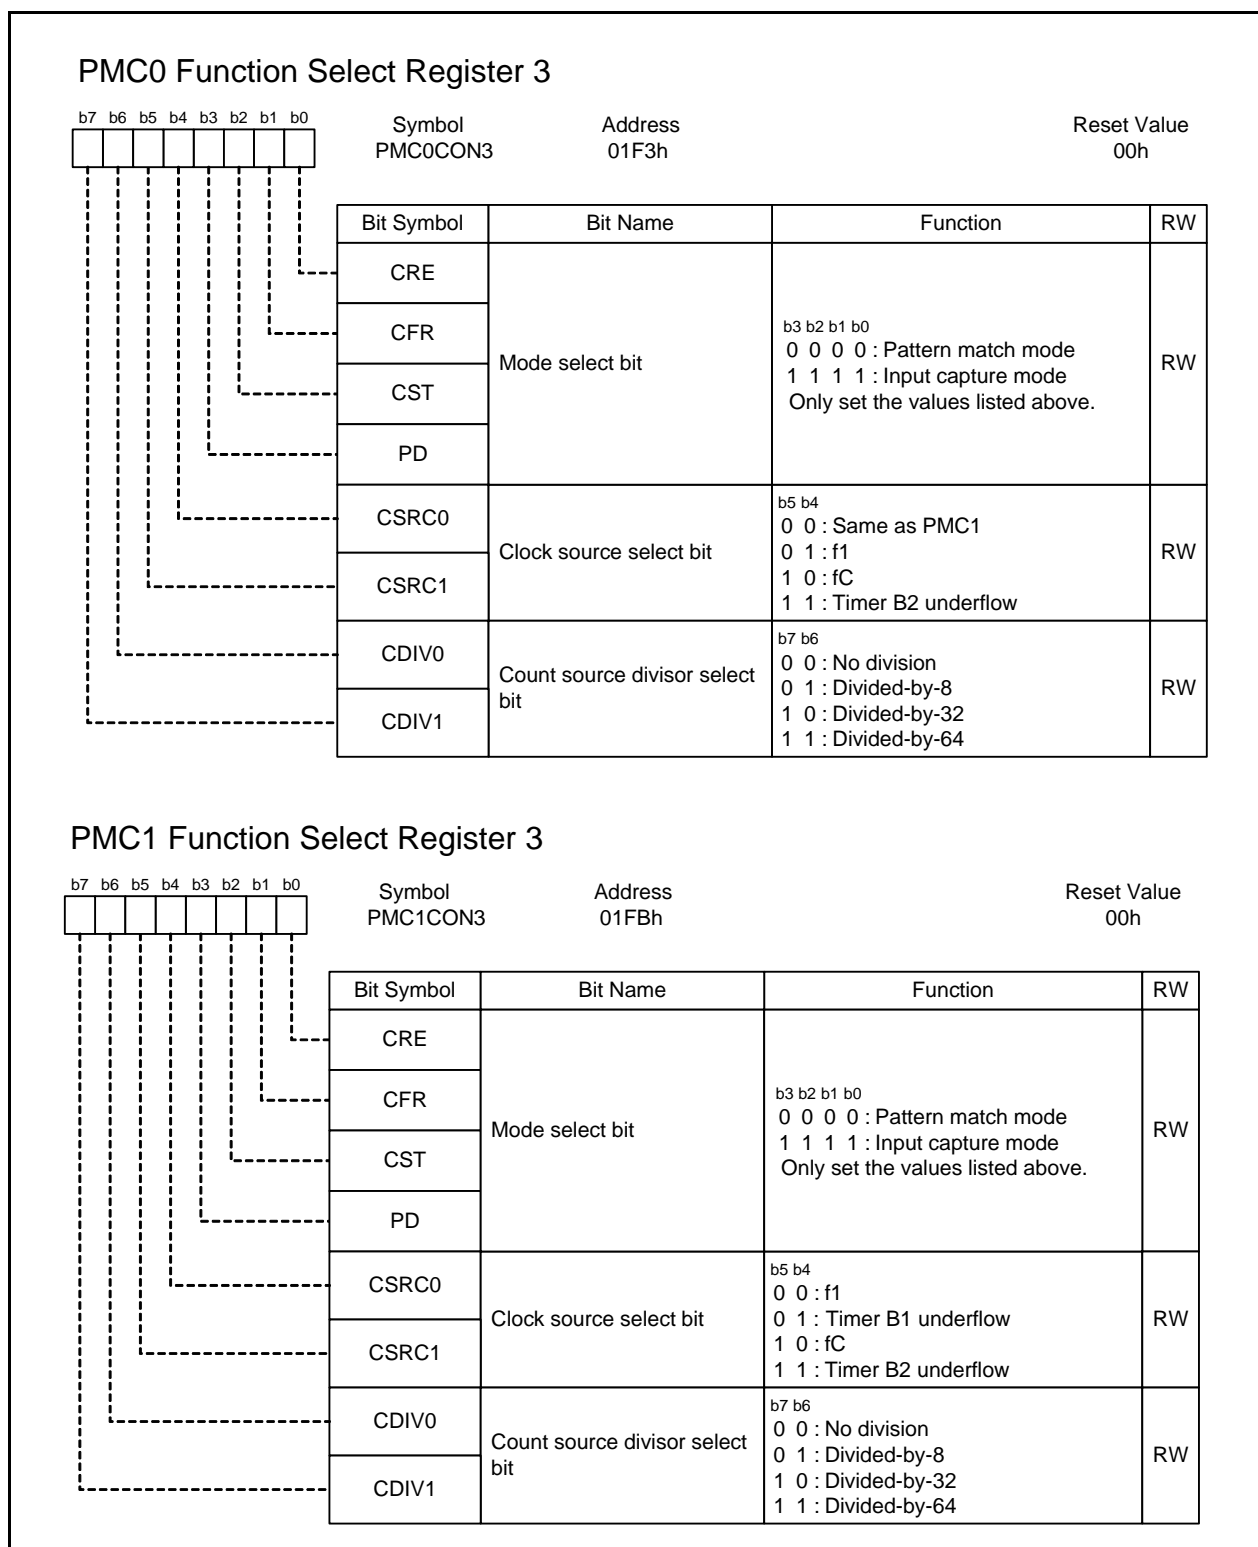 PMC0 Function Select Register 3
b7 b6 b5 b4 b3 b2 b1 b0
Symbol Address Reset Value
PMC0CON3 01F3h 00h
Bit Symbol Bit Name Function RW
CRE
CFR
CST
PD
Mode select bit
b3 b2 b1 b0
0 0 0 0 : Pattern match mode
1 1 1 1 : Input capture mode
Only set the values listed above.
RW
CSRC0
CSRC1
Clock source select bit
b5 b4
0 0 : Same as PMC1
0 1 : f1
1 0 : fC
1 1 : Timer B2 underflow
RW
CDIV0
CDIV1
Count source divisor select
bit
b7 b6
0 0 : No division
0 1 : Divided-by-8
1 0 : Divided-by-32
1 1 : Divided-by-64
RW
PMC1 Function Select Register 3
b7 b6 b5 b4 b3 b2 b1 b0
Symbol Address Reset Value
PMC1CON3 01FBh 00h
Bit Symbol Bit Name Function RW
CRE
CFR
CST
PD
Mode select bit
b3 b2 b1 b0
0 0 0 0 : Pattern match mode
1 1 1 1 : Input capture mode
Only set the values listed above.
RW
CSRC0
CSRC1
Clock source select bit
b5 b4
0 0 : f1
0 1 : Timer B1 underflow
1 0 : fC
1 1 : Timer B2 underflow
RW
CDIV0
CDIV1
Count source divisor select
bit
b7 b6
0 0 : No division
0 1 : Divided-by-8
1 0 : Divided-by-32
1 1 : Divided-by-64
RW